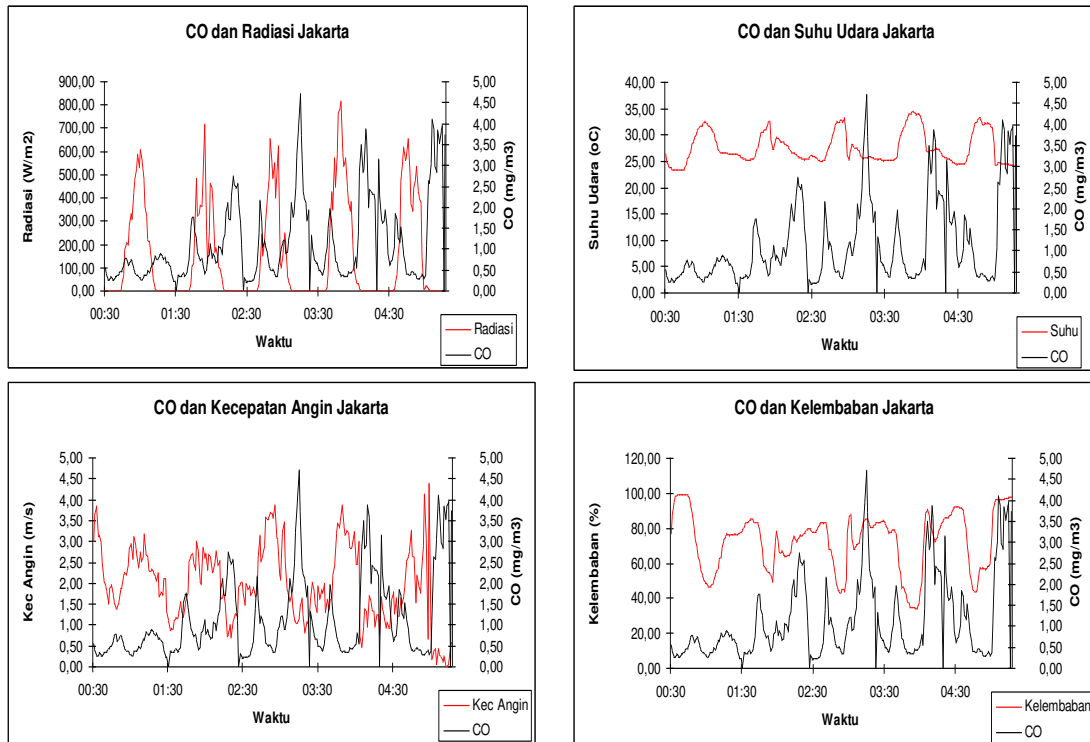 CO dan Radiasi Jakarta
Radiasi (W/m2)
900,00
800,00
700,00
600,00
500,00
400,00
300,00
200,00
100,00
0,00
5,00
4,50
4,00
3,50
3,00
2,50
2,00
1,50
1,00
0,50
0,00
CO (mg/m3)
00:30 01:30 02:30 03:30 04:30
Waktu
Radiasi
CO
CO dan Suhu Udara Jakarta
Suhu Udara (oC)
40,00
35,00
30,00
25,00
20,00
15,00
10,00
5,00
0,00
5,00
4,50
4,00
3,50
3,00
2,50
2,00
1,50
1,00
0,50
0,00
CO (mg/m3)
00:30 01:30 02:30 03:30 04:30
Waktu
Suhu
CO
CO dan Kecepatan Angin Jakarta
Kec Angin (m/s)
5,00
4,50
4,00
3,50
3,00
2,50
2,00
1,50
1,00
0,50
0,00
5,00
4,50
4,00
3,50
3,00
2,50
2,00
1,50
1,00
0,50
0,00
CO (mg/m3)
00:30 01:30 02:30 03:30 04:30
Waktu
Kec Angin
CO
CO dan Kelembaban Jakarta
Kelembaban (%)
120,00
100,00
80,00
60,00
40,00
20,00
0,00
5,00
4,50
4,00
3,50
3,00
2,50
2,00
1,50
1,00
0,50
0,00
CO (mg/m3)
00:30 01:30 02:30 03:30 04:30
Waktu
Kelembaban
CO